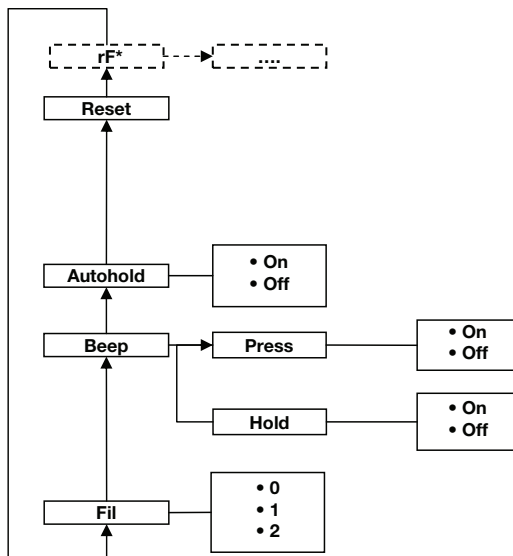 rF*
....
Reset
Autohold
• On
• Off
Beep
Press
• On
• Off
Hold
• On
• Off
Fil
• 0
• 1
• 2